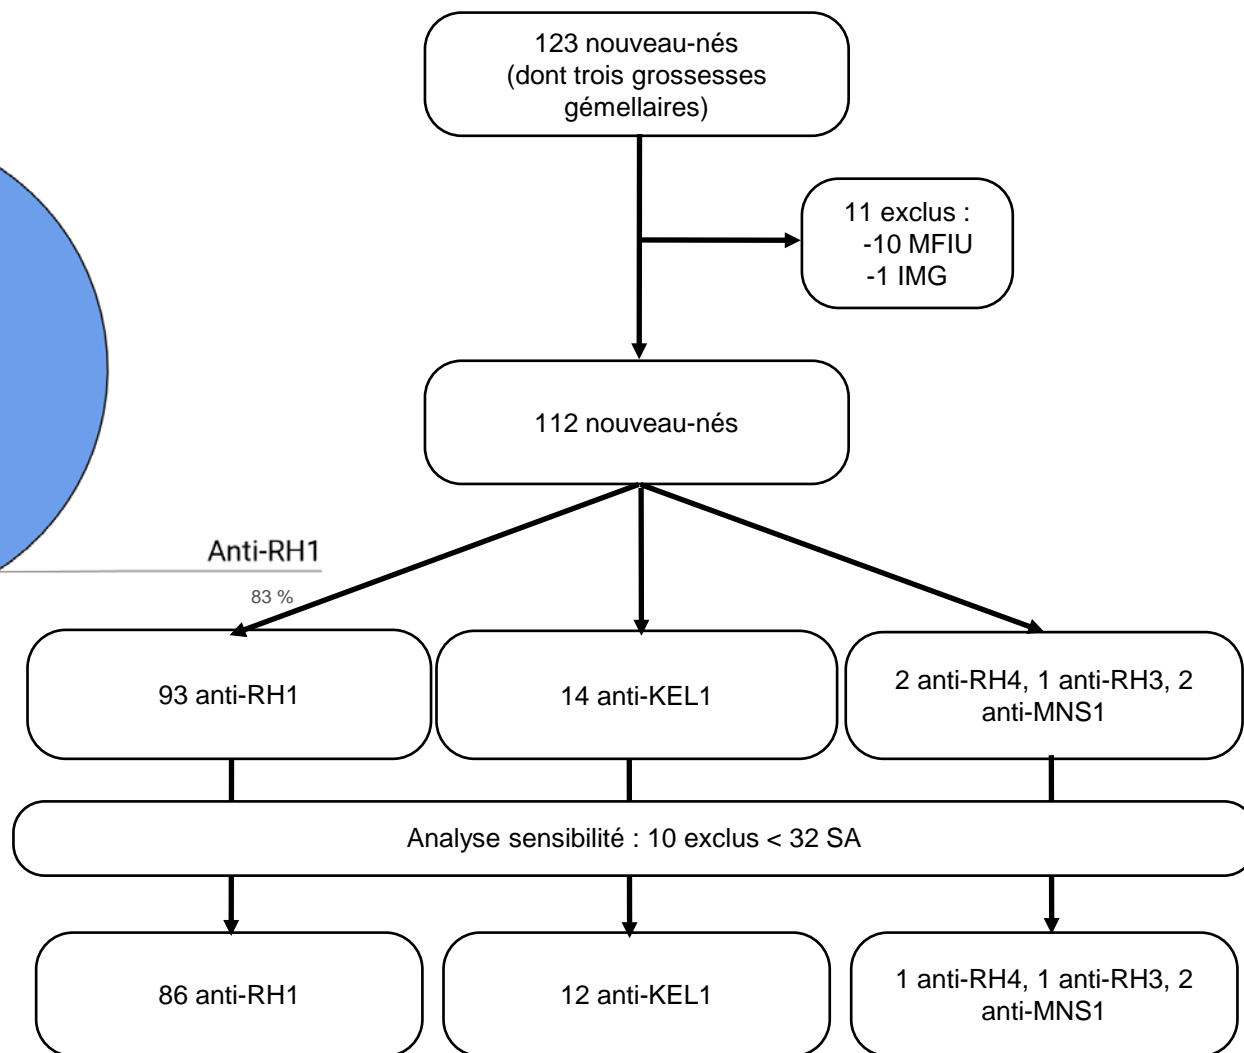 123 nouveau-nés
(dont trois grossesses
gémellaires)
11 exclus :
-10 MFIU
-1 IMG
112 nouveau-nés
Anti-RH1
83 %
93 anti-RH1
14 anti-KEL1
2 anti-RH4, 1 anti-RH3, 2
anti-MNS1
Analyse sensibilité : 10 exclus < 32 SA
86 anti-RH1
12 anti-KEL1
1 anti-RH4, 1 anti-RH3, 2
anti-MNS1